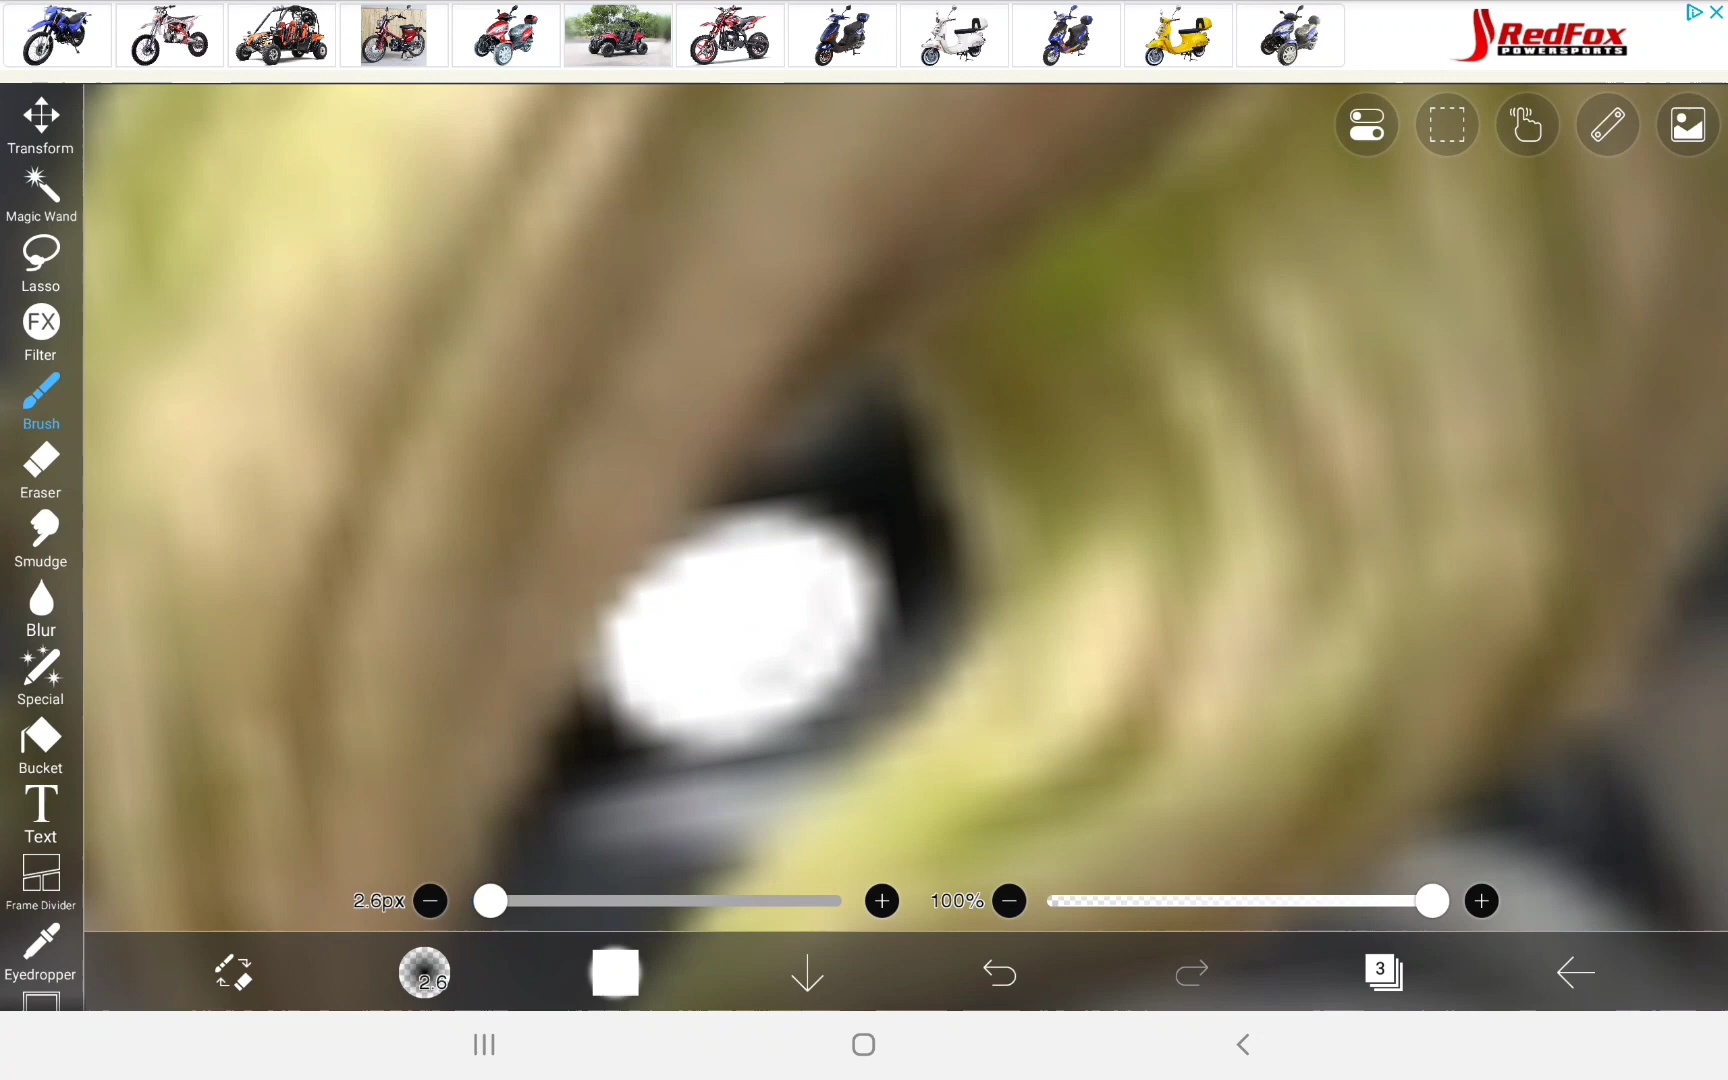 RedFox
POWERSPORTS
Transform
Magic Wand
Lasso
FX
Filter
Brush
Eraser
Smudge
Blur
Special
Bucket
T
Text
Frame Divider
Eyedropper
2.6px
100%
2.6
3